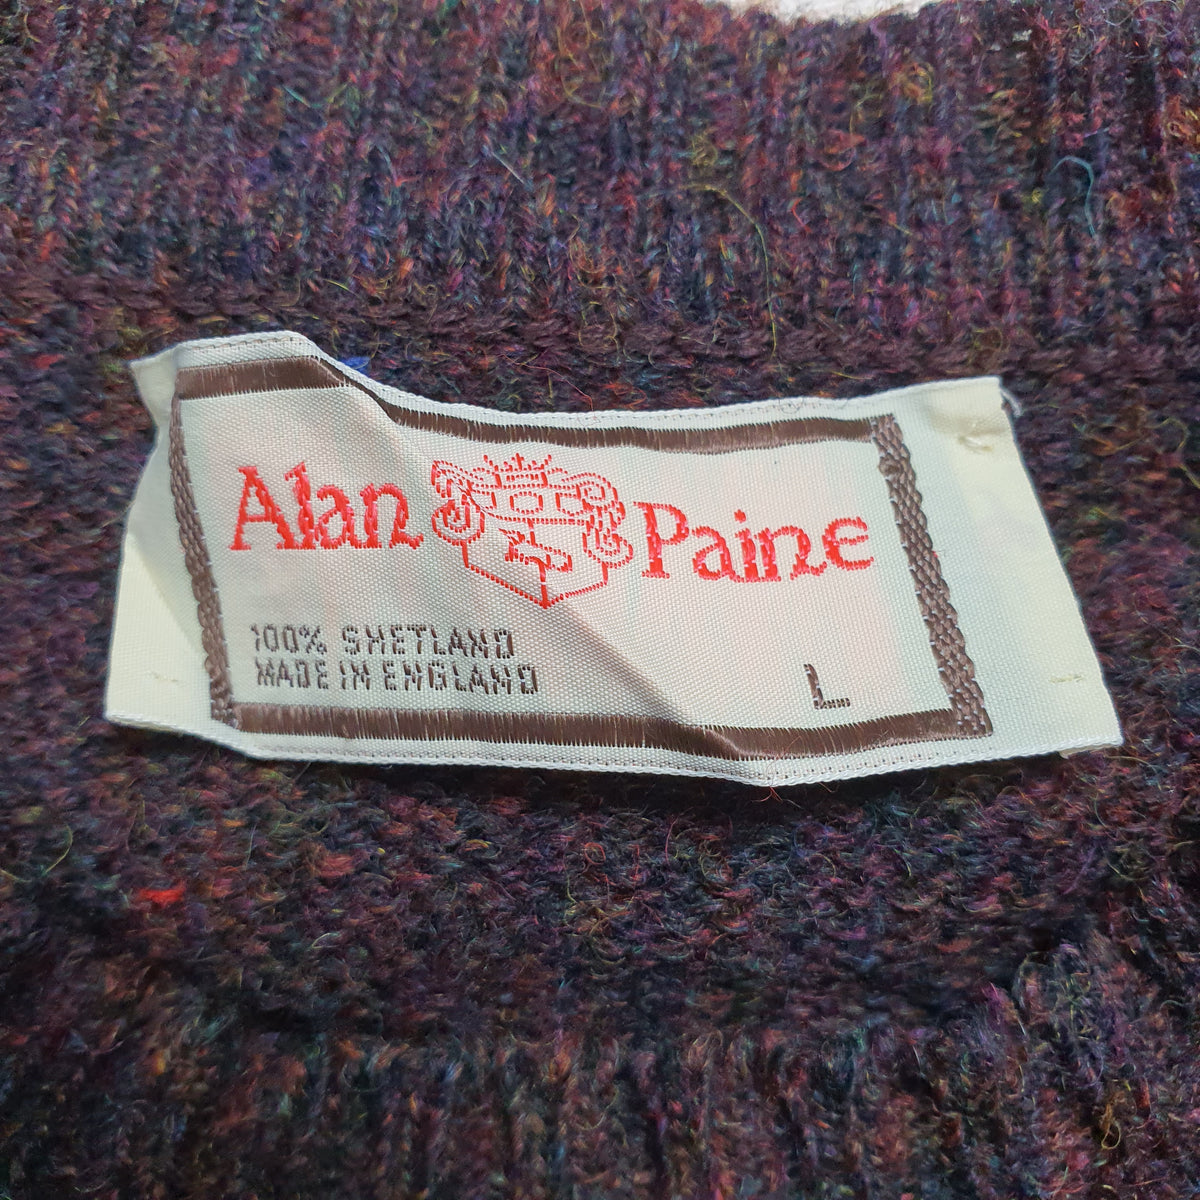 Alan Paine
100% SHETLAND
MADE IN ENGLAND
L